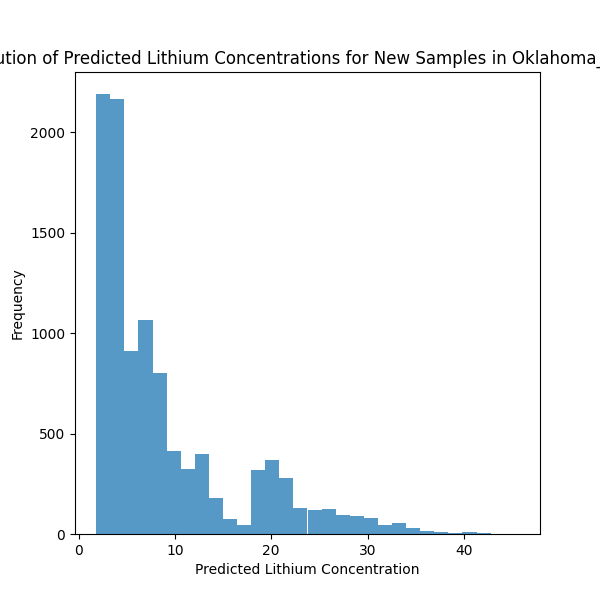 of Predicted Lithium Concentrations for New Samples in Oklahoma_
2000
1500
1000
500
0
Frequency
0 10 20 30 40
Predicted Lithium Concentration